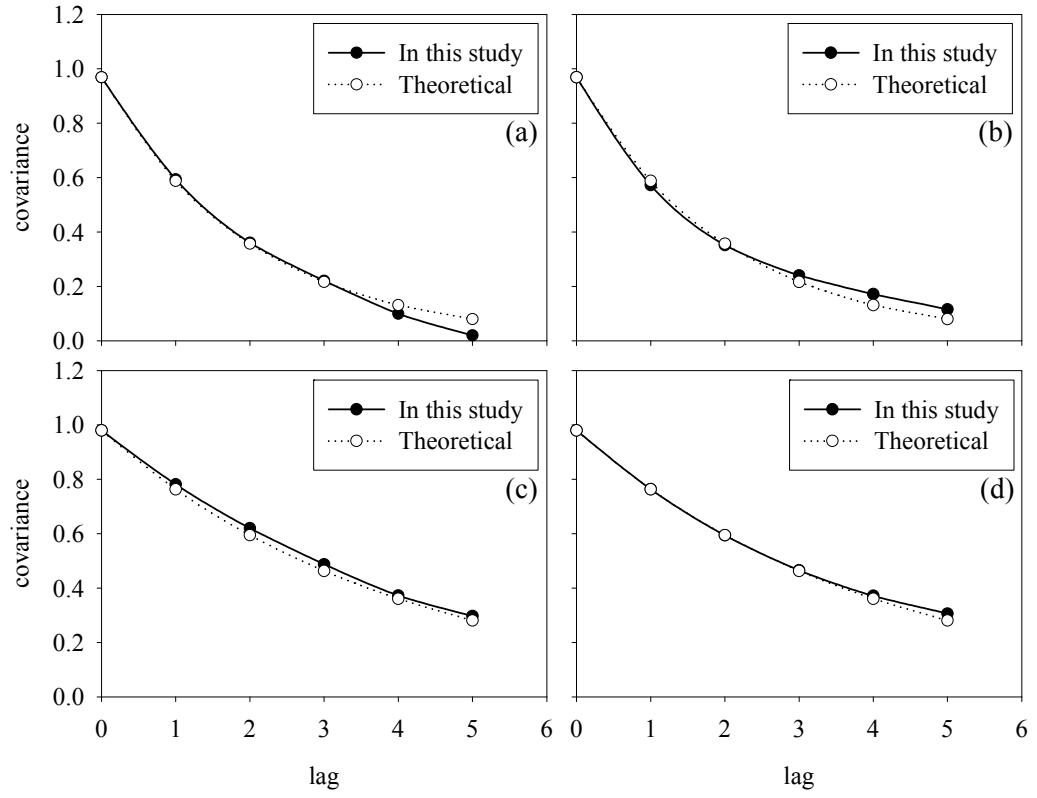 1.2
1.0
0.8
0.6
0.4
0.2
0.0
covariance
In this study
Theoretical
(a)
In this study
Theoretical
(b)
1.2
1.0
0.8
0.6
0.4
0.2
0.0
covariance
In this study
Theoretical
(c)
In this study
Theoretical
(d)
0 1 2 3 4 5 6
0 1 2 3 4 5 6
lag
lag